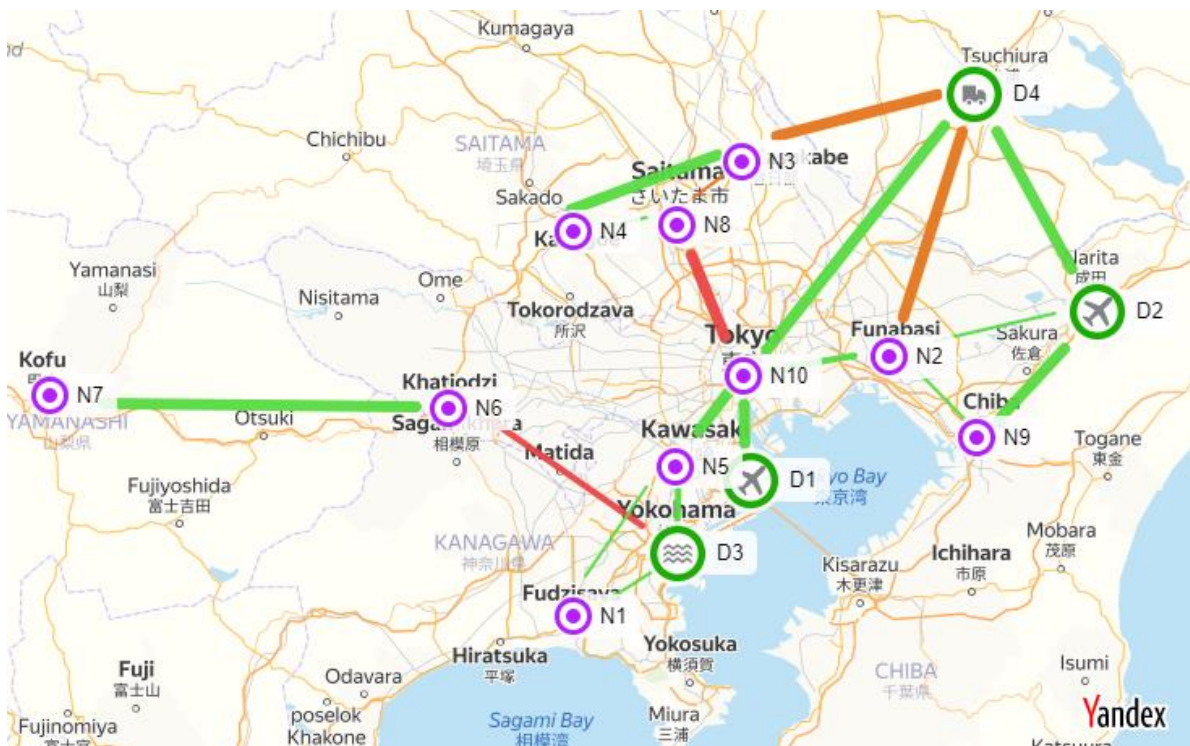 Kumagaya
Tsuchiura
D4
Chichibu
SAITAMA
埼玉県
N3
Saitama
さいたま市
Sakado
N4
N8
Yamanasi
山梨
Nisitama
Ome
Tokorodzava
所沢
Narita
成田
D2
Tokyo
Funabasi
N2
Sakura
佐倉
Kofu
N7
YAMANASHI
山梨県
Otsuki
Khatiodzi
N6
相模原
Matida
N10
Kawasak
N5
D1
Chiba
N9
Togane
東金
Fujiyoshida
富士吉田
Yokohama
D3
KANAGAWA
神奈川県
Kisarazu
木更津
Ichihara
市原
Mobara
茂原
Fudzisava
N1
Hiratsuka
平塚
Yokosuka
横須賀
CHIBA
千葉県
Isumi
Fuji
富士山
Odavara
poselok
Khakone
Fujinomiya
Sagami Bay
相模湾
Miura
三浦
Yandex